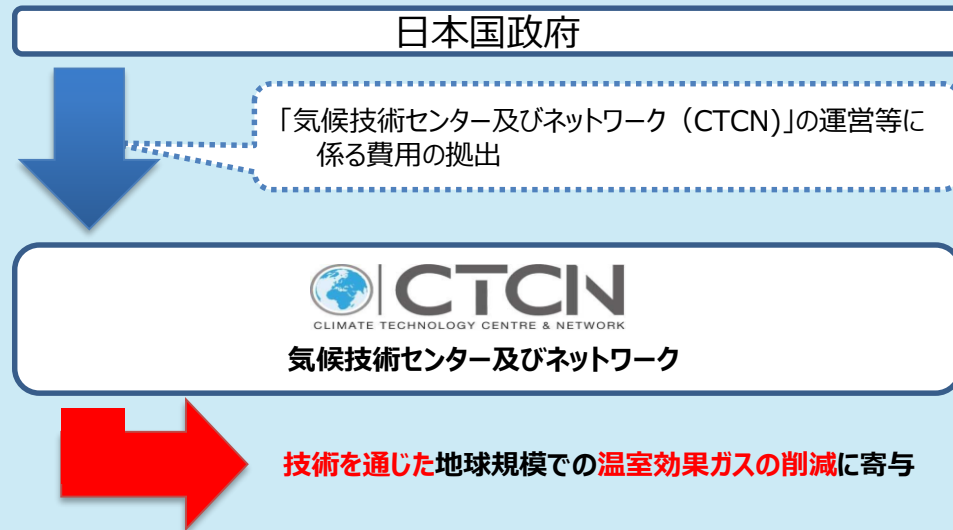 日本国政府
「気候技術センター及びネットワーク（CTCN)」の運営等に
係る費用の拠出
CTCN
CLIMATE TECHNOLOGY CENTRE & NETWORK
気候技術センター及びネットワーク
技術を通じた地球規模での温室効果ガスの削減に寄与